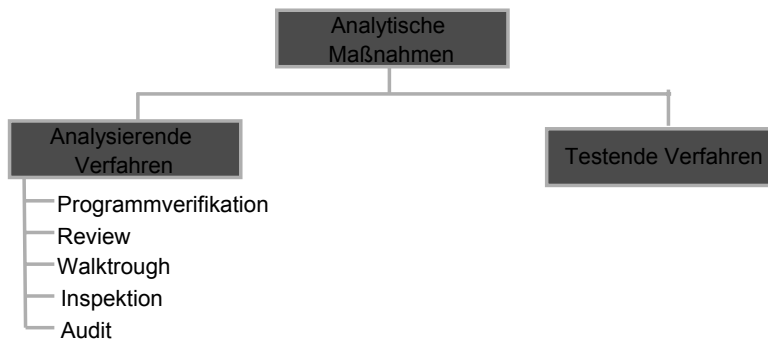 Analytische
Maßnahmen
Analysierende
Verfahren
Testende Verfahren
Programmverifikation
Review
Walktrough
Inspektion
Audit